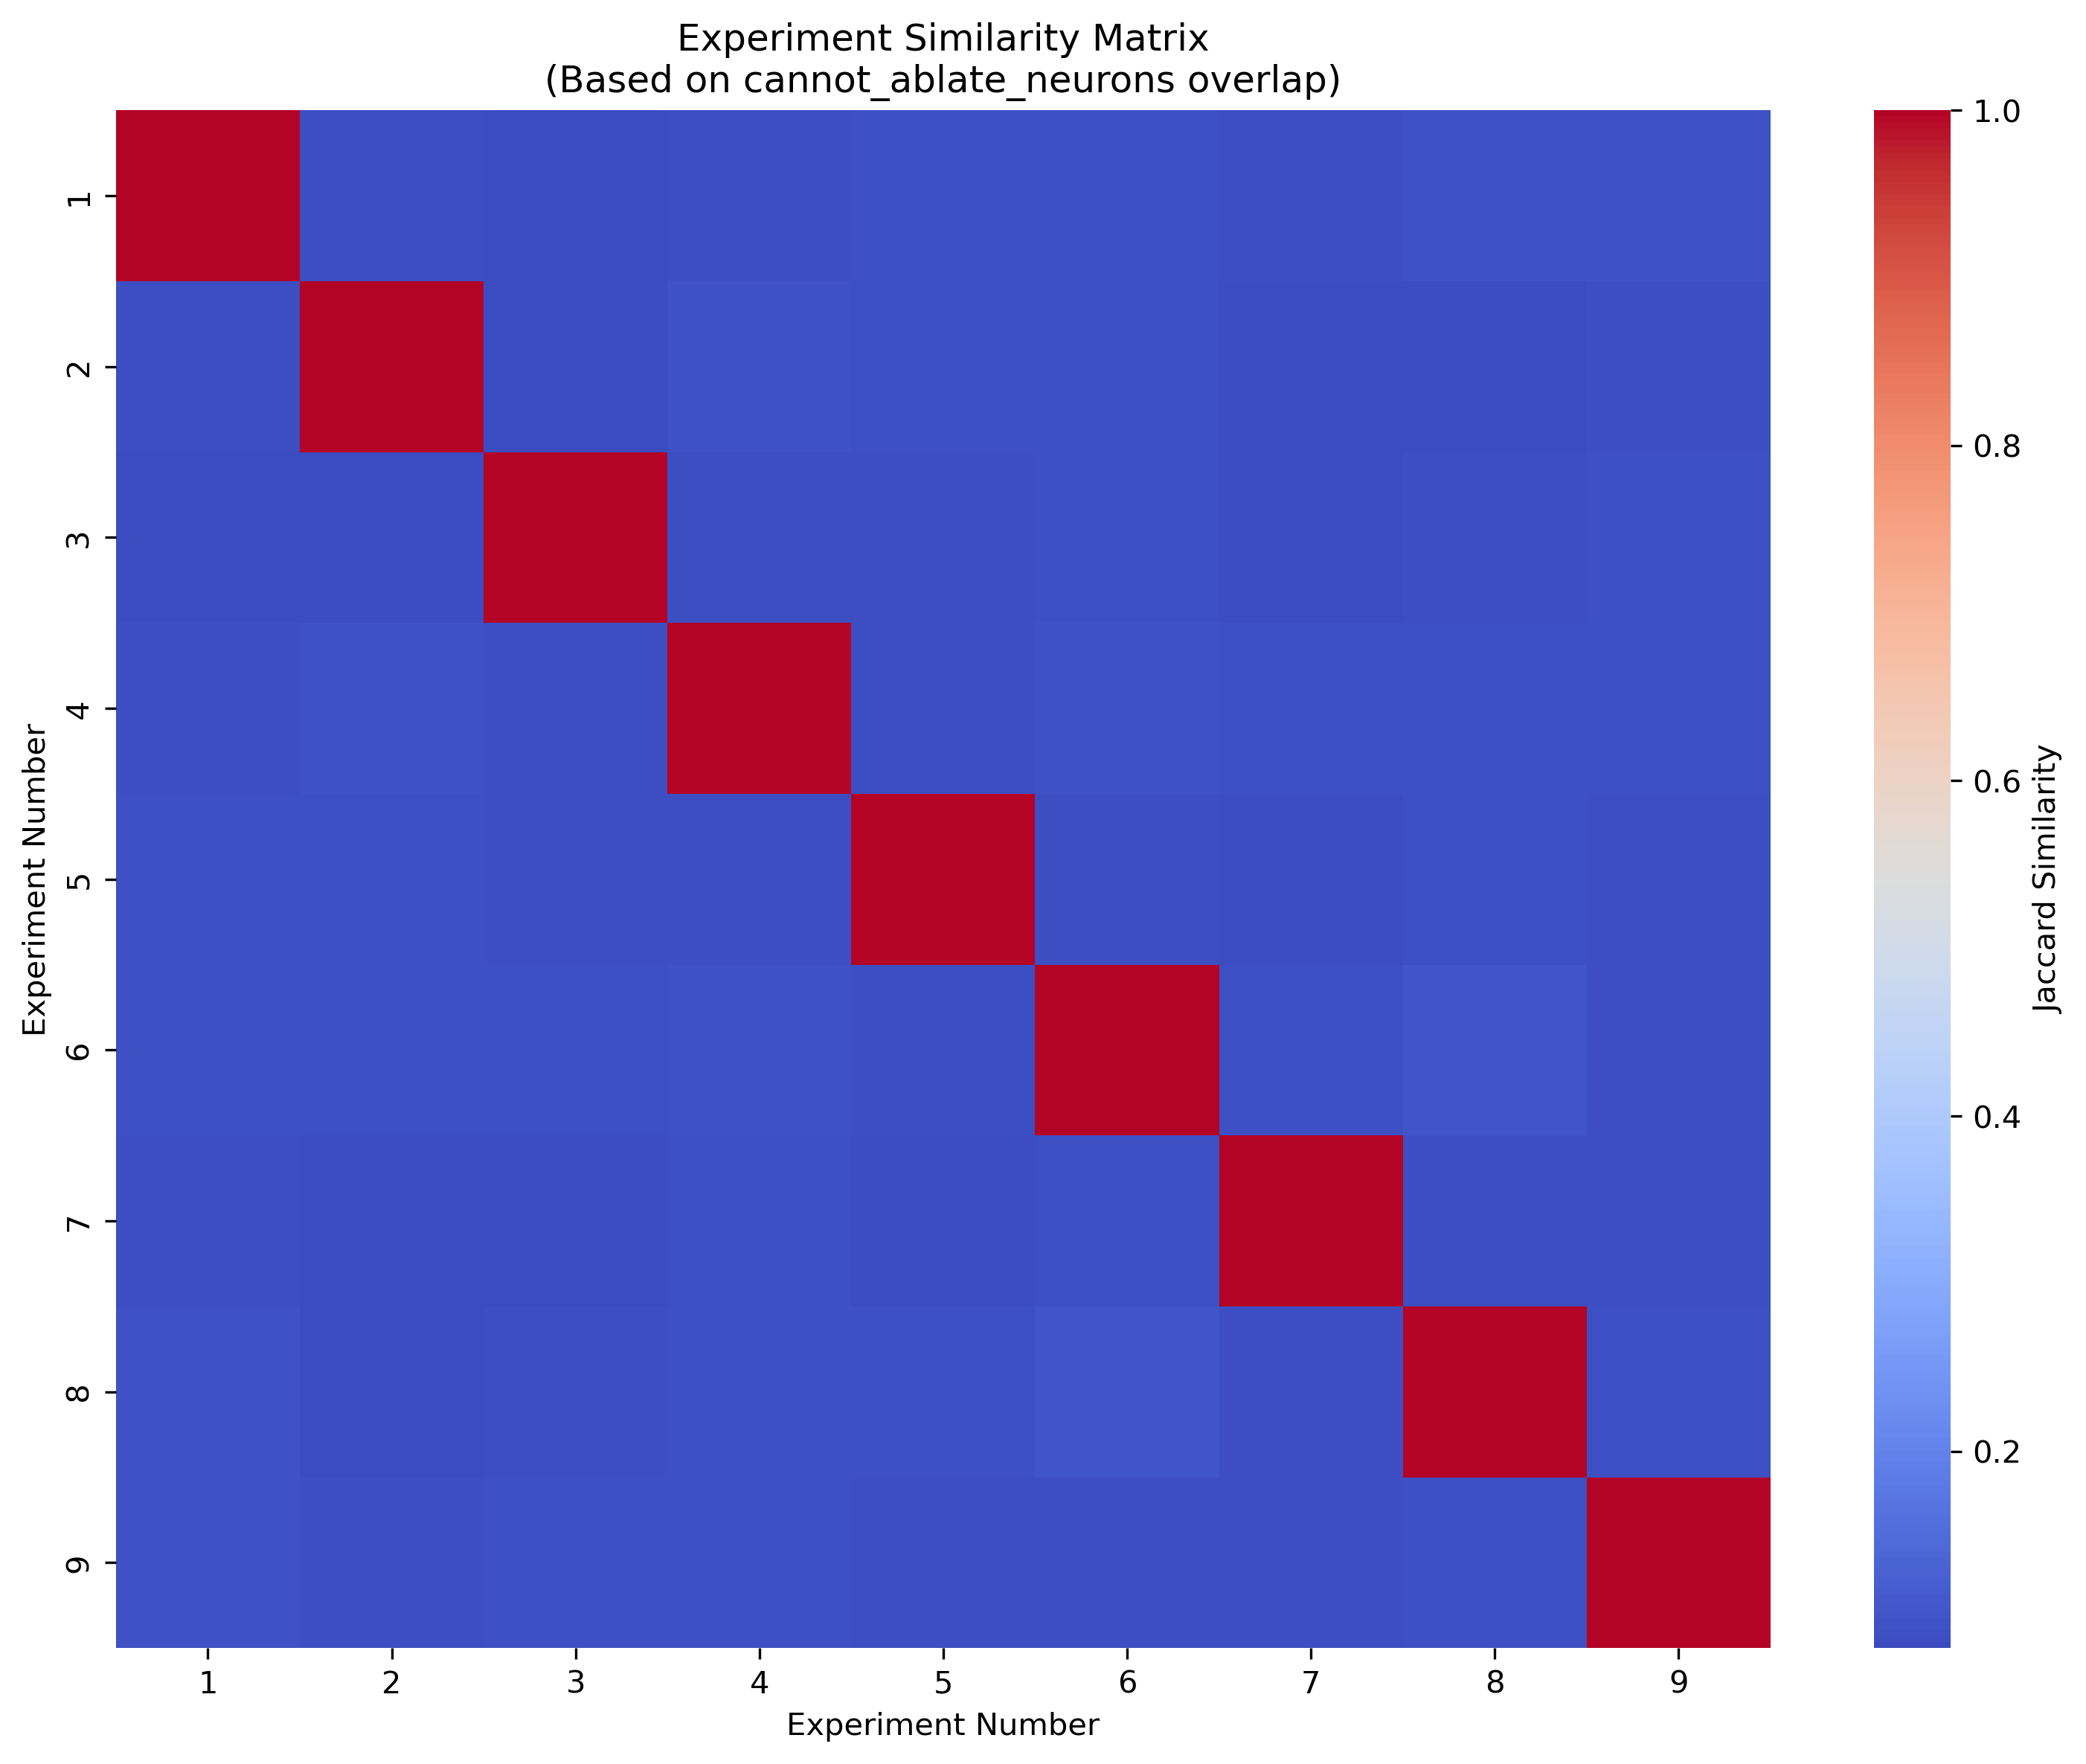 Experiment Similarity Matrix
(Based on cannot_ablate_neurons overlap)
Experiment Number
1
2
3
4
5
6
7
8
9
1 2 3 4 5 6 7 8 9
Experiment Number
1.0
0.8
0.6
0.4
0.2
Jaccard Similarity